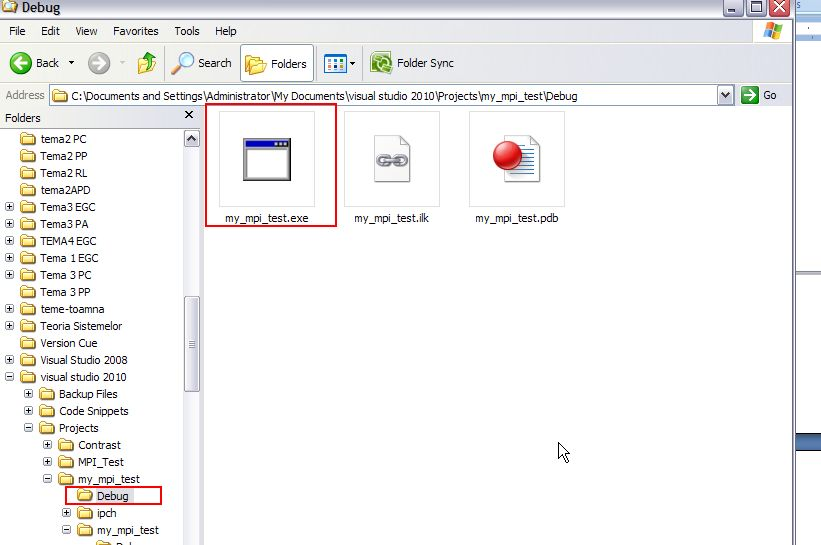 Debug
File Edit View Favorites Tools Help
Back Search Folders Folder Sync
Address C:\Documents and Settings\Administrator\My Documents\visual studio 2010\Projects\my_mpi_test\Debug Go
Folders
my_mpi_test.exe my_mpi_test.ilk my_mpi_test.pdb
tema2 PC
Tema2 PP
Tema2 RL
tema2APD
Tema3 EGC
Tema3 PA
TEMA4 EGC
Tema 1 EGC
Tema 3 PC
Tema 3 PP
teme-toamna
Teoria Sistemelor
Version Cue
Visual Studio 2008
visual studio 2010
Backup Files
Code Snippets
Projects
Contrast
MPI_Test
my_mpi_test
Debug
ipch
my_mpi_test